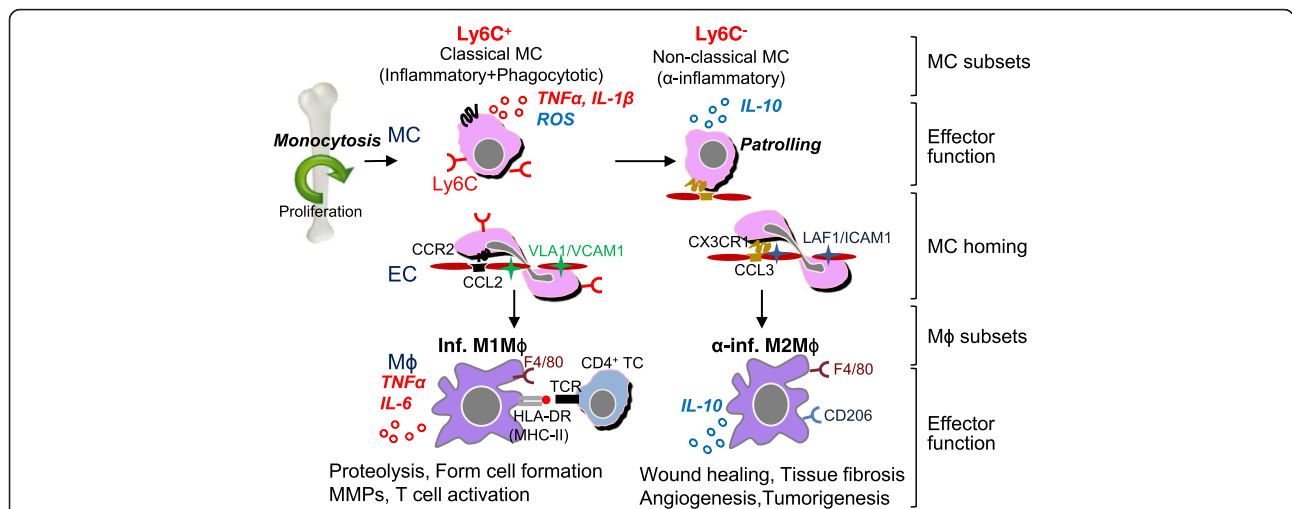 Ly6C⁺
Classical MC
(Inflammatory+Phagocytotic)
Ly6C⁻
Non-classical MC
(α-inflammatory)
MC subsets
TNFα, IL-1β
ROS
IL-10
Monocytosis
MC
Patrolling
Effector
function
Ly6C
Proliferation
CCR2
VLA1/VCAM1
CX3CR1
LAF1/ICAM1
MC homing
EC
CCL2
CCL3
Inf. M1Mϕ
α-inf. M2Mϕ
Mϕ subsets
Mϕ
F4/80
CD4⁺ TC
F4/80
TNFα
IL-6
TCR
HLA-DR
(MHC-II)
IL-10
CD206
Effector
function
Proteolysis, Form cell formation
MMPs, T cell activation
Wound healing, Tissue fibrosis
Angiogenesis,Tumorigenesis